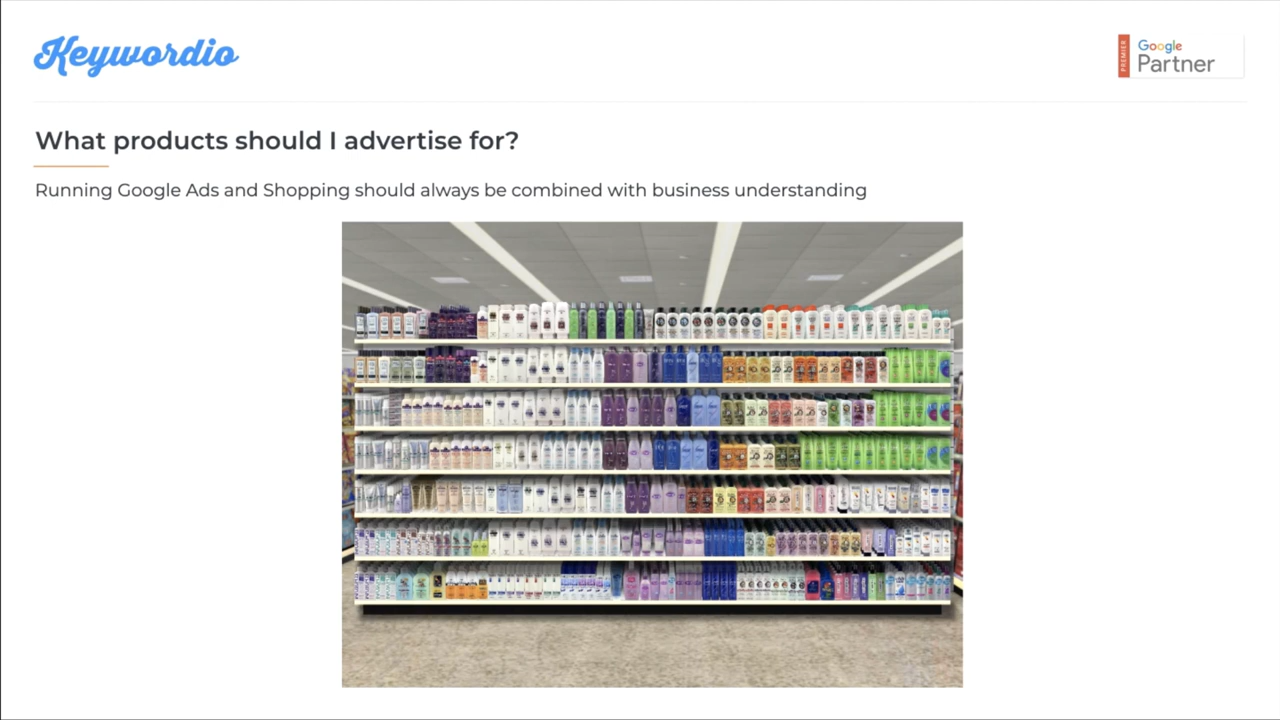 Keywordio
PREMIER
Google
Partner
What products should I advertise for?
Running Google Ads and Shopping should always be combined with business understanding